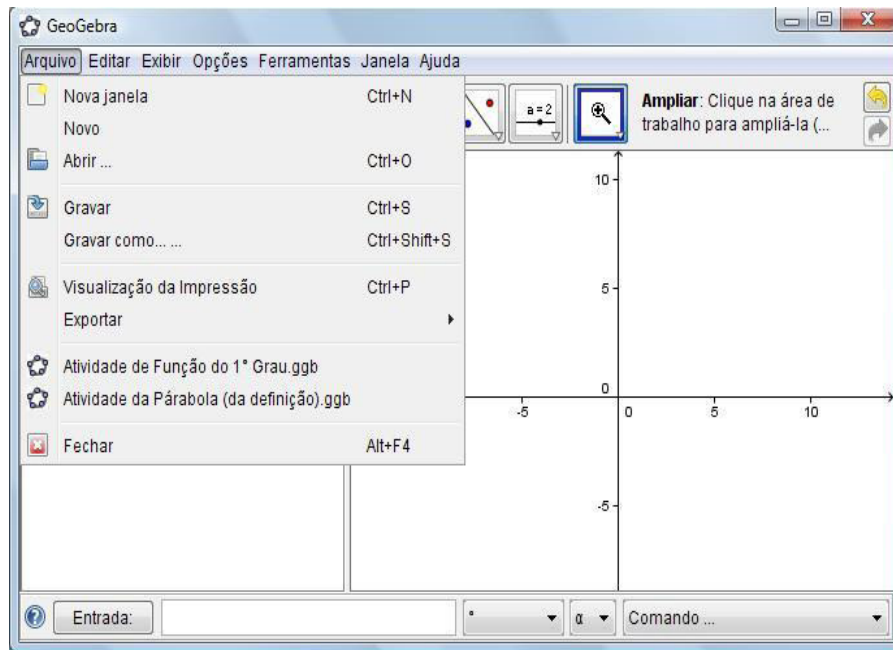 GeoGebra
Arquivo Editar Exibir Opções Ferramentas Janela Ajuda
Nova janela Ctrl+N
Novo
Abrir ... Ctrl+O
Gravar Ctrl+S
Gravar como... ... Ctrl+Shift+S
Visualização da Impressão Ctrl+P
Exportar
Atividade de Função do 1° Grau.ggb
Atividade da Párabola (da definição).ggb
Fechar Alt+F4
a=2
Ampliar: Clique na área de
trabalho para ampliá-la (...
10
5
0
-5 0 5 10
-5
Entrada: ° α Comando ...